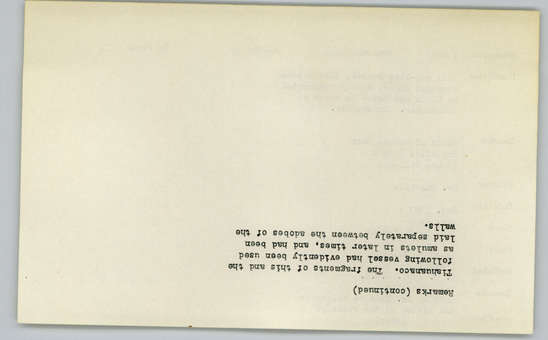 Remarks (continued)
Tiahuanaco. The fragments of this and the
following vessel had evidently been used
as amulets in later times, and had been
laid separately between the adobes of the
walls.